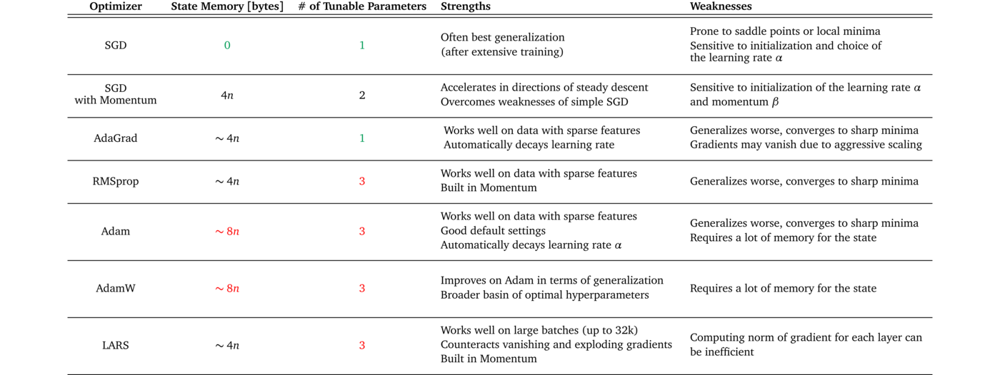 Optimizer State Memory [bytes] # of Tunable Parameters Strengths Weaknesses
SGD 0 1
Often best generalization
(after extensive training)
Prone to saddle points or local minima
Sensitive to initialization and choice of
the learning rate α
SGD
with Momentum
4n 2
Accelerates in directions of steady descent
Overcomes weaknesses of simple SGD
Sensitive to initialization of the learning rate α
and momentum β
AdaGrad ∼ 4n 1
Works well on data with sparse features
Automatically decays learning rate
Generalizes worse, converges to sharp minima
Gradients may vanish due to aggressive scaling
RMSprop ∼ 4n 3
Works well on data with sparse features
Built in Momentum
Generalizes worse, converges to sharp minima
Adam ∼ 8n 3
Works well on data with sparse features
Good default settings
Automatically decays learning rate α
Generalizes worse, converges to sharp minima
Requires a lot of memory for the state
AdamW ∼ 8n 3
Improves on Adam in terms of generalization
Broader basin of optimal hyperparameters
Requires a lot of memory for the state
LARS ∼ 4n 3
Works well on large batches (up to 32k)
Counteracts vanishing and exploding gradients
Built in Momentum
Computing norm of gradient for each layer can
be inefficient